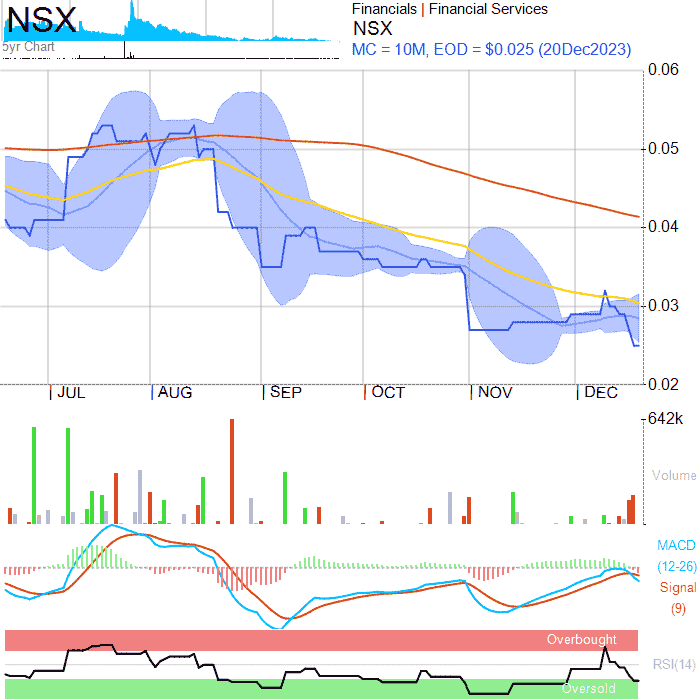 NSX
5yr Chart
Financials | Financial Services
NSX
MC = 10M, EOD = $0.025 (20Dec2023)
0.06
0.05
0.04
0.03
0.02
JUL AUG SEP OCT NOV DEC
642k
Volume
MACD
(12-26)
Signal
(9)
Overbought
RSI(14)
Oversold